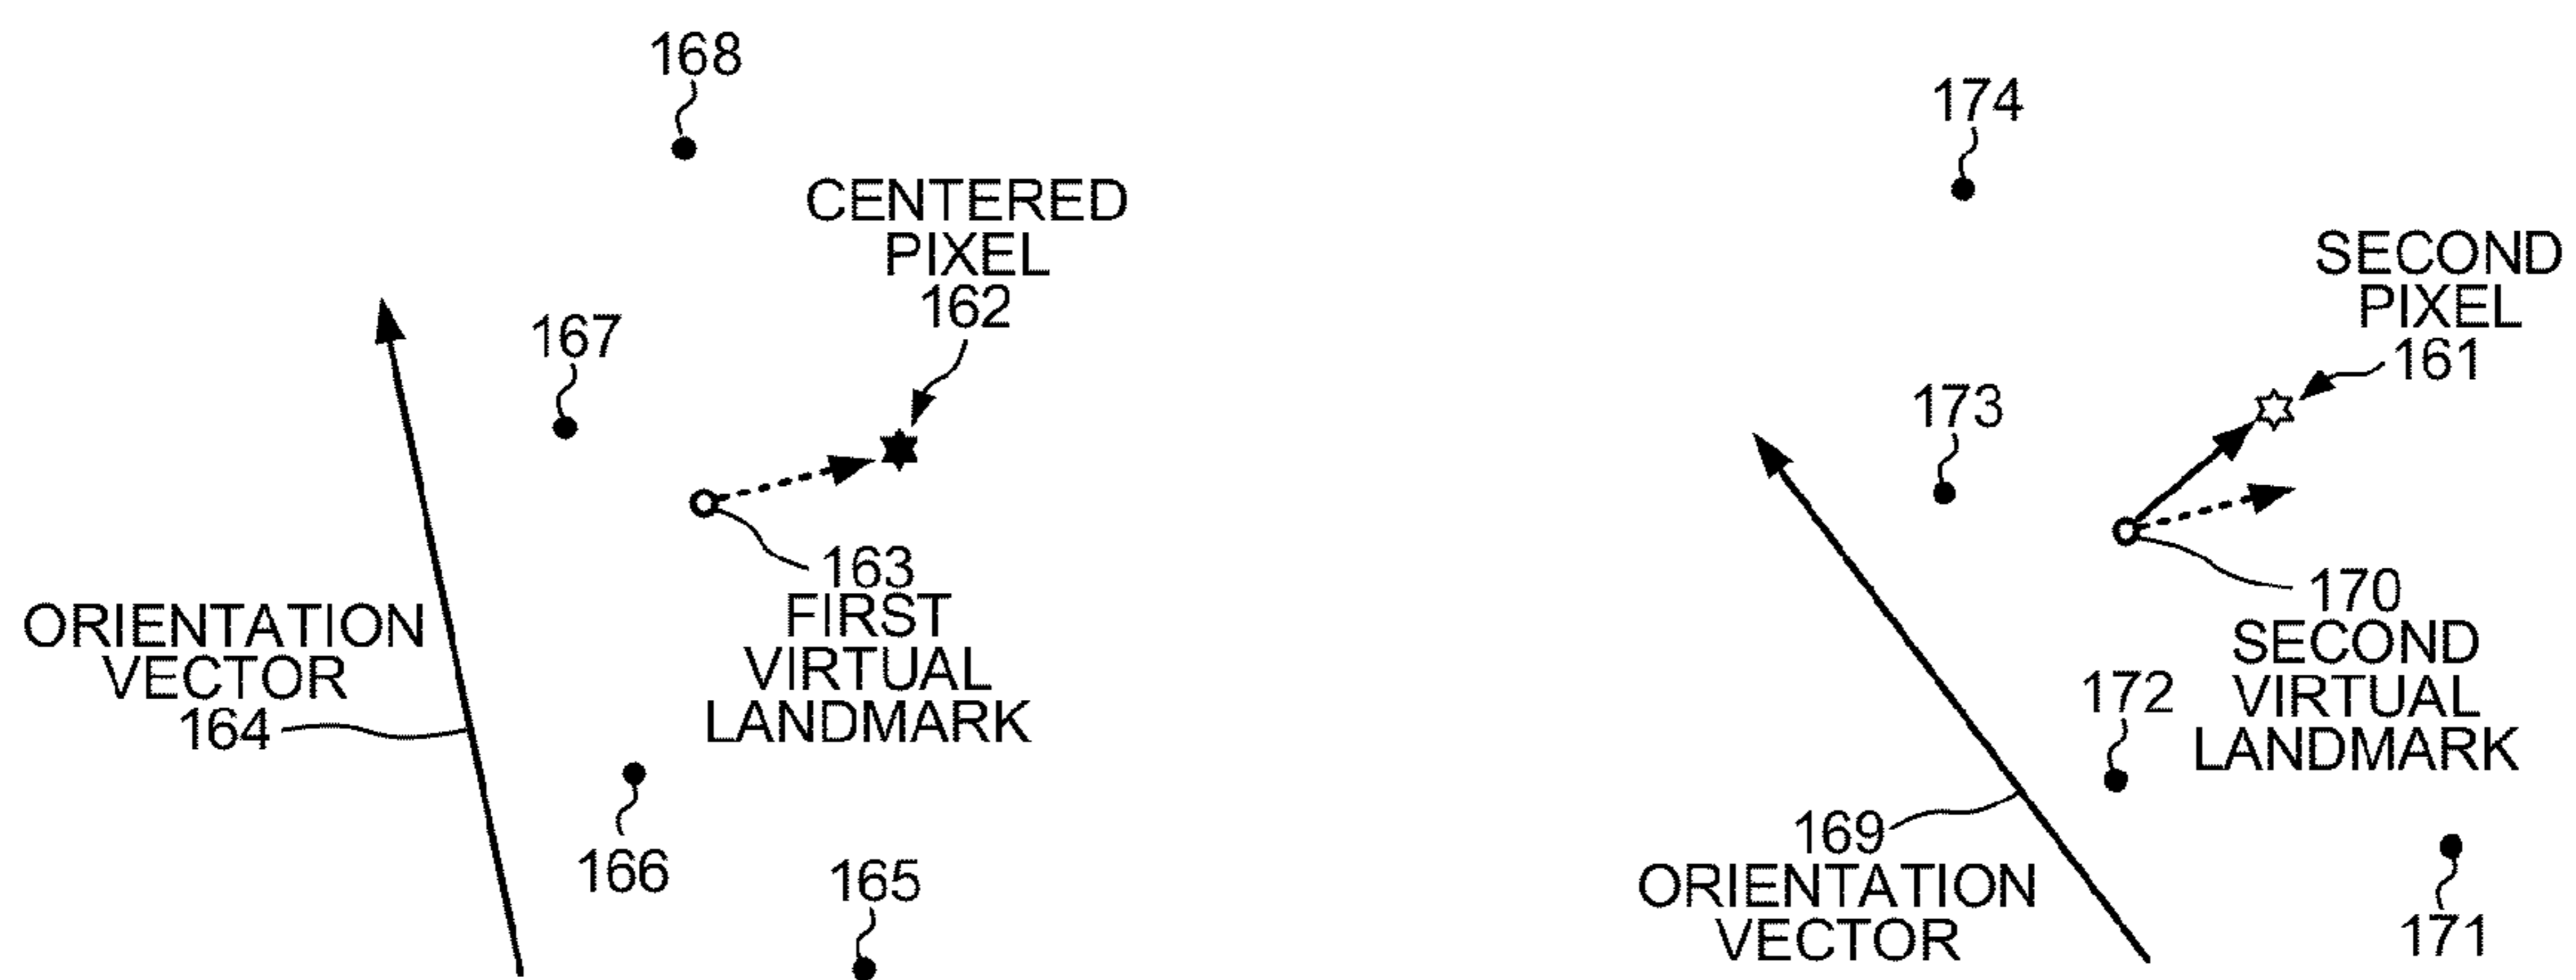 168
CENTERED
PIXEL
162
167
163
FIRST
VIRTUAL
LANDMARK
ORIENTATION
VECTOR
164
166
165
174
SECOND
PIXEL
161
173
170
SECOND
VIRTUAL
LANDMARK
172
169
ORIENTATION
VECTOR
171